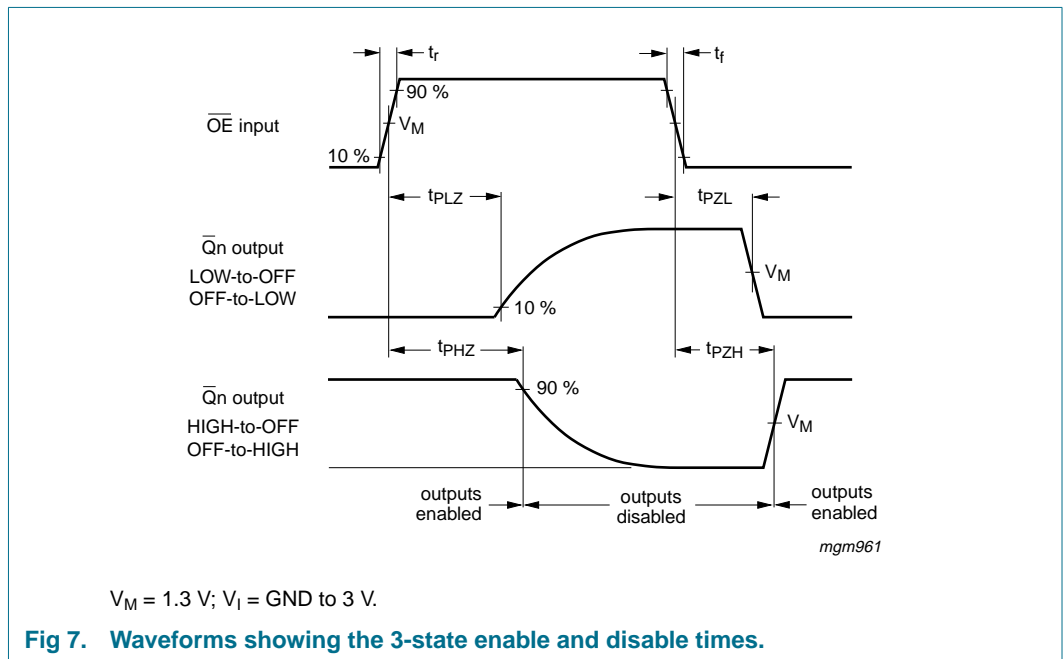 tr
tf
90 %
OE input
VM
10 %
tPLZ
tPZL
Qn output
LOW-to-OFF
OFF-to-LOW
VM
10 %
tPHZ
tPZH
90 %
Qn output
HIGH-to-OFF
OFF-to-HIGH
VM
outputs
enabled
outputs
disabled
outputs
enabled
mgm961
VM = 1.3 V; VI = GND to 3 V.
Fig 7. Waveforms showing the 3-state enable and disable times.